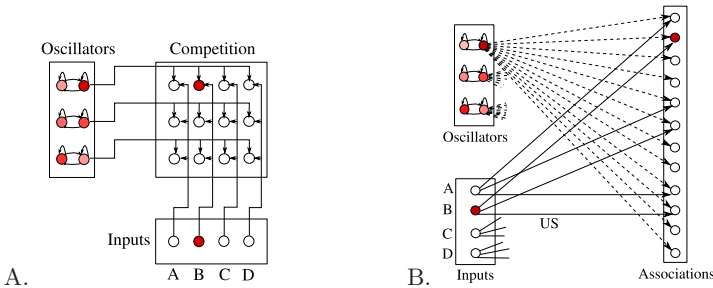 Oscillators
Competition
Inputs
A B C D
A.
Oscillators
A
B
US
C
D
Inputs
Associations
B.